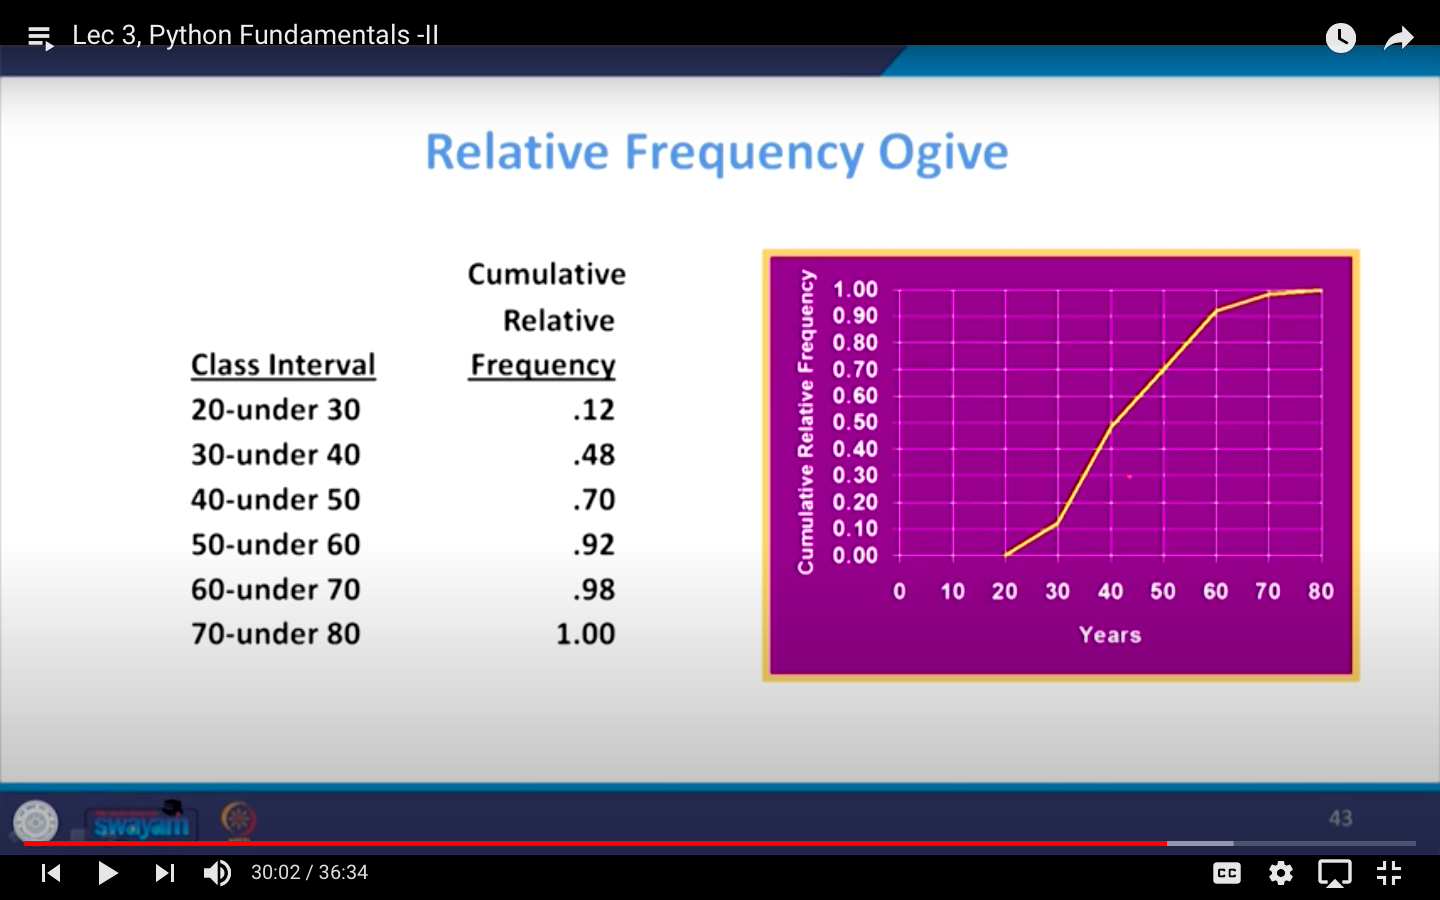 Lec 3, Python Fundamentals -II
Relative Frequency Ogive
Cumulative
Relative
Class Interval Frequency
20-under 30 .12
30-under 40 .48
40-under 50 .70
50-under 60 .92
60-under 70 .98
70-under 80 1.00
Cumulative Relative Frequency
1.00
0.90
0.80
0.70
0.60
0.50
0.40
0.30
0.20
0.10
0.00
0 10 20 30 40 50 60 70 80
Years
swayam
43
30:02 / 36:34
CC